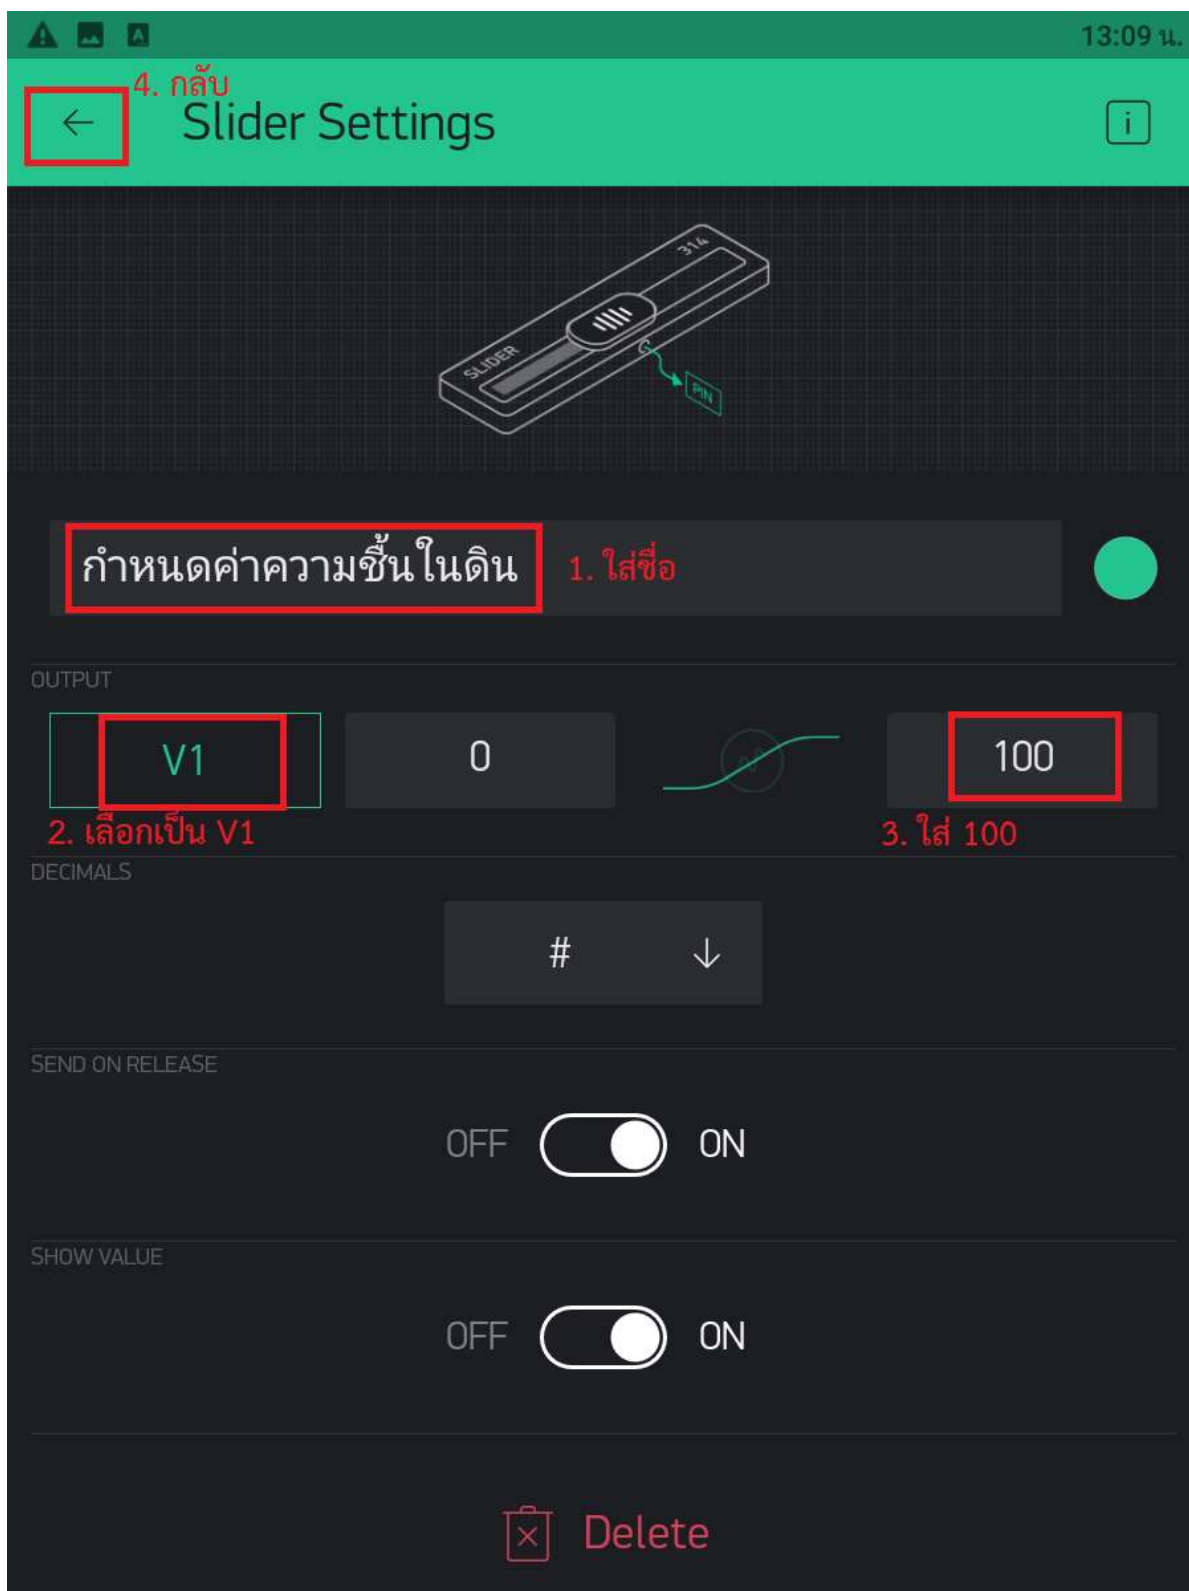 13:09 น.
4. กลับ
Slider Settings
i
314
SLIDER
PIN
กำหนดค่าความชื้นในดิน
1. ใส่ชื่อ
OUTPUT
V1
0
100
2. เลือกเป็น V1
3. ใส่ 100
DECIMALS
#
SEND ON RELEASE
OFF ON
SHOW VALUE
OFF ON
Delete